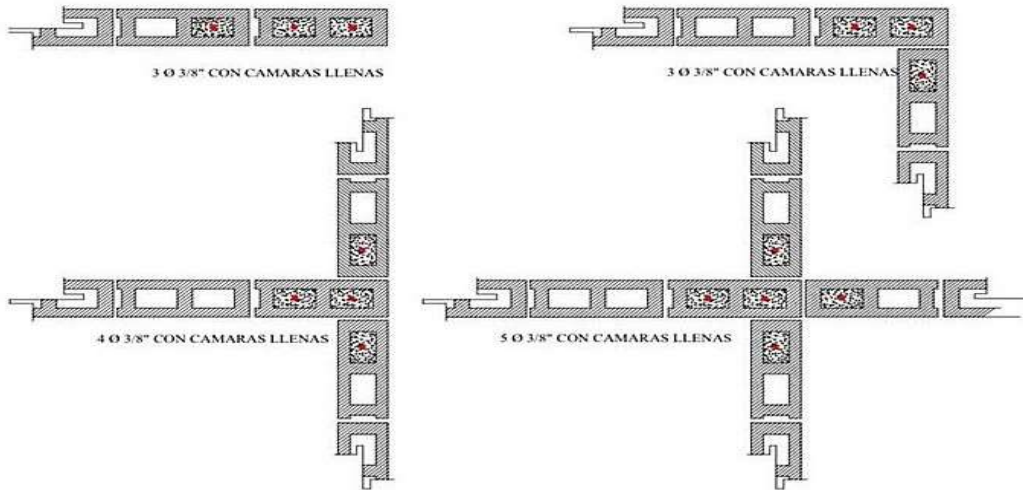 3 Ø 3/8" CON CAMARAS LLENAS
3 Ø 3/8" CON CAMARAS LLENAS
4 Ø 3/8" CON CAMARAS LLENAS
5 Ø 3/8" CON CAMARAS LLENAS